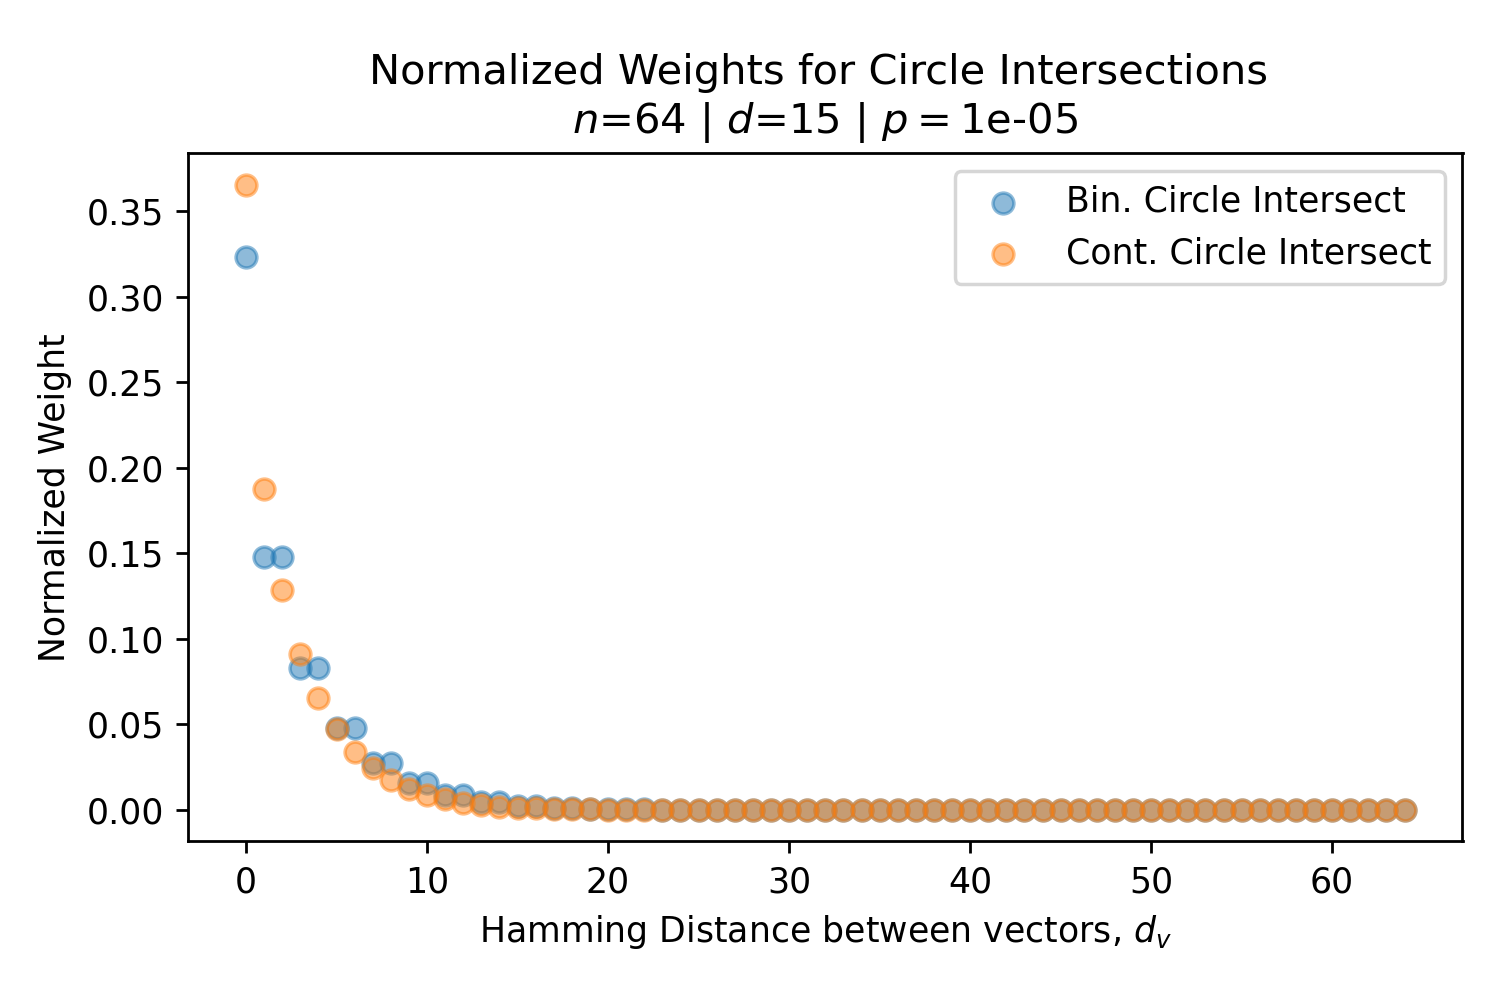 Normalized Weights for Circle Intersections
n=64 | d=15 | p = 1e-05
Bin. Circle Intersect
Cont. Circle Intersect
Normalized Weight
0.35
0.30
0.25
0.20
0.15
0.10
0.05
0.00
0 10 20 30 40 50 60
Hamming Distance between vectors, d_v